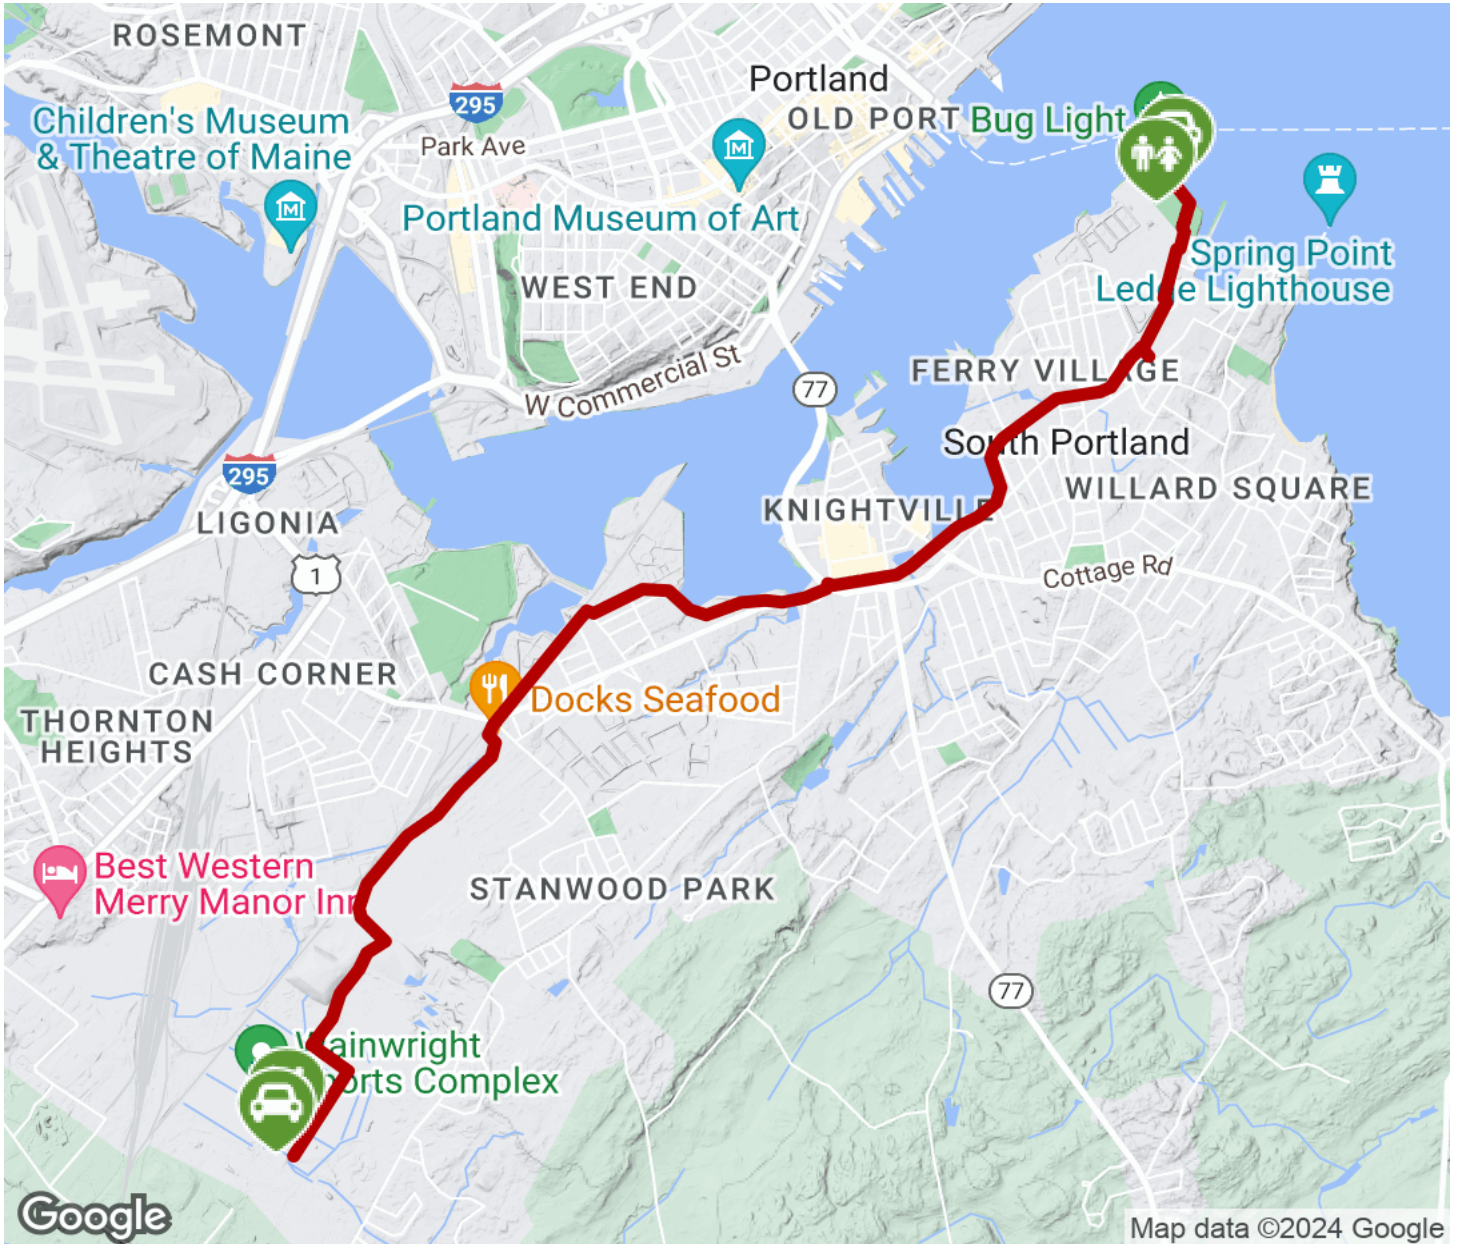 ROSEMONT
295
Portland
Children's Museum
& Theatre of Maine
Park Ave
OLD PORT
Bug Light
M
M
Portland Museum of Art
WEST END
Spring Point
Ledge Lighthouse
W Commercial St
77
FERRY VILLAGE
South Portland
295
LIGONIA
KNIGHTVILLE
WILLARD SQUARE
1
Cottage Rd
CASH CORNER
Docks Seafood
THORNTON
HEIGHTS
Best Western
Merry Manor Inn
STANWOOD PARK
77
Wainwright
Sports Complex
Google
Map data ©2024 Google